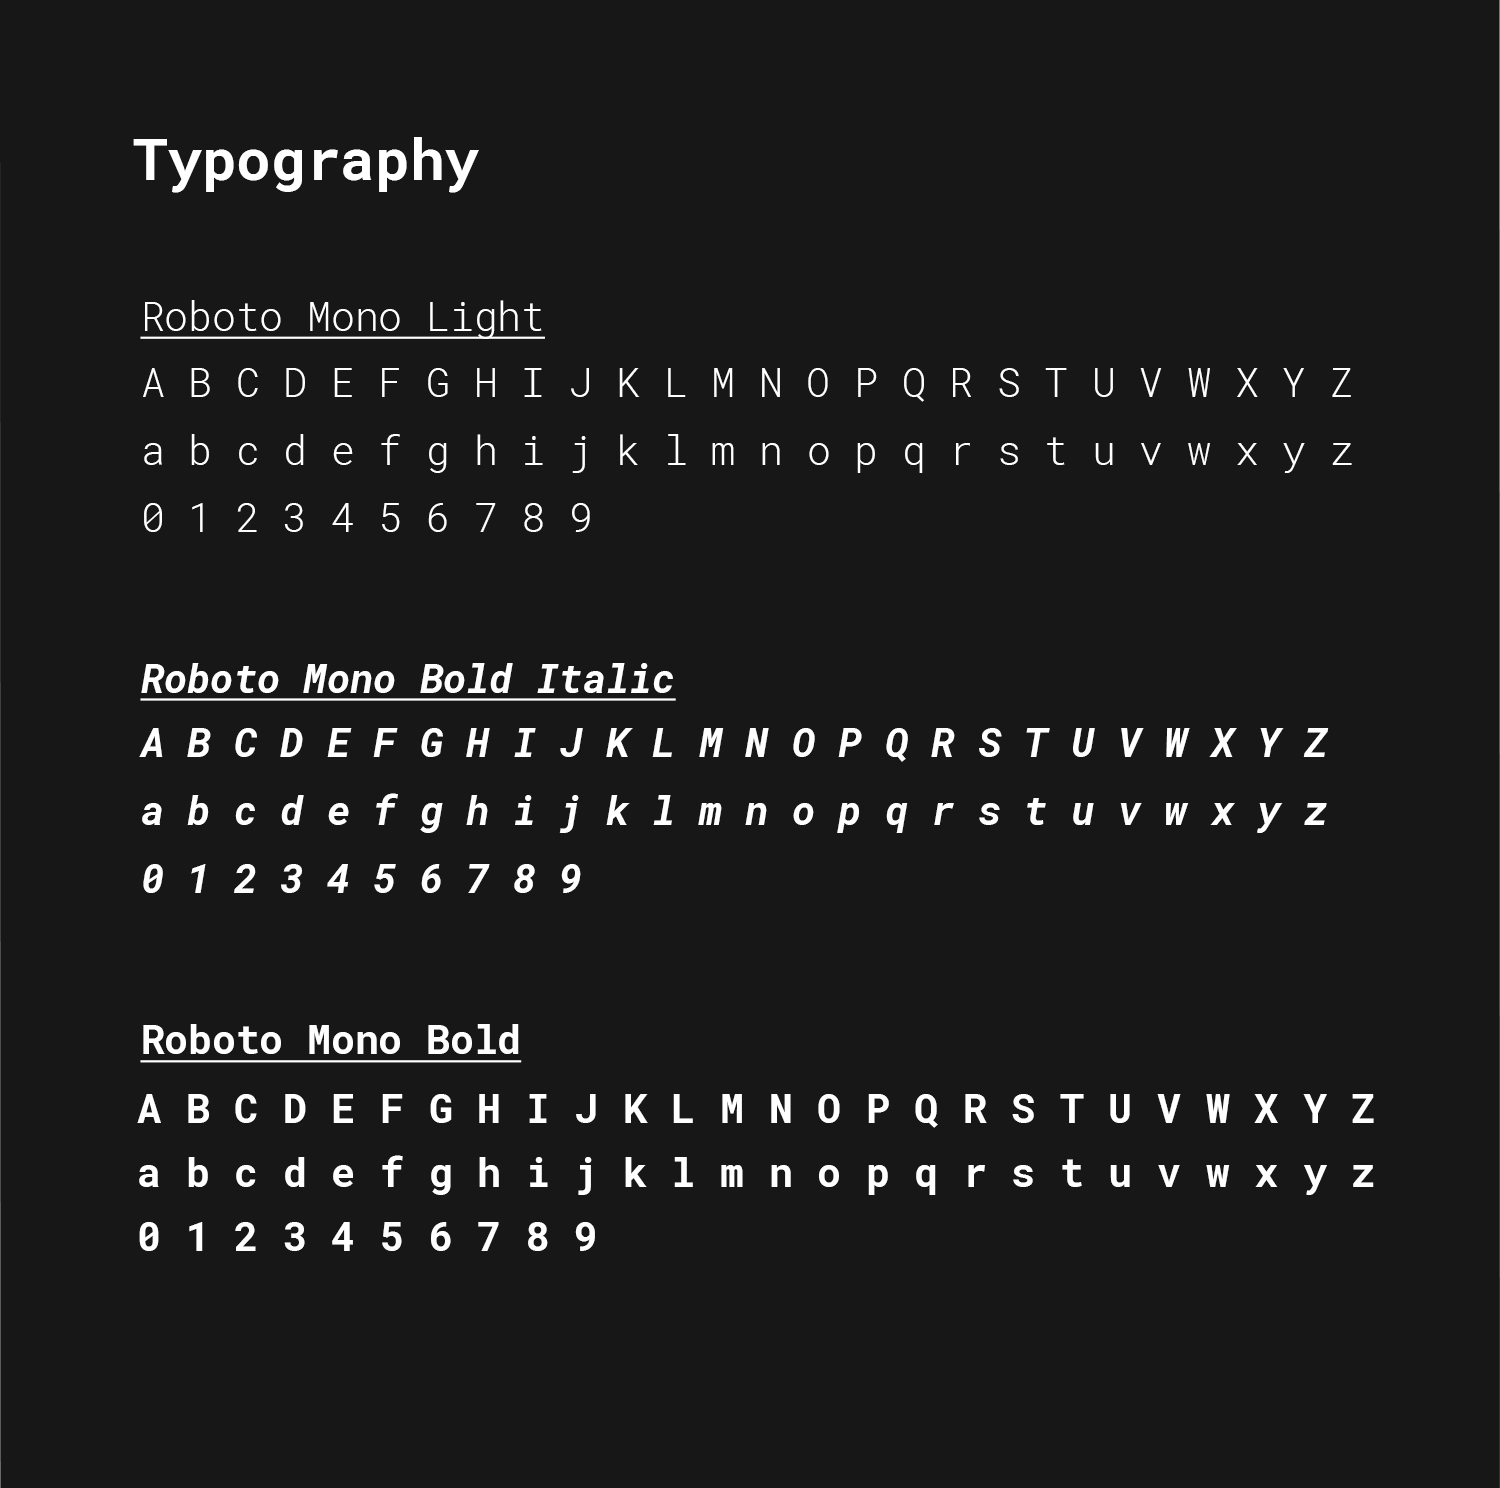 Typography
Roboto Mono Light
A B C D E F G H I J K L M N O P Q R S T U V W X Y Z
a b c d e f g h i j k l m n o p q r s t u v w x y z
0 1 2 3 4 5 6 7 8 9
Roboto Mono Bold Italic
A B C D E F G H I J K L M N O P Q R S T U V W X Y Z
a b c d e f g h i j k l m n o p q r s t u v w x y z
0 1 2 3 4 5 6 7 8 9
Roboto Mono Bold
A B C D E F G H I J K L M N O P Q R S T U V W X Y Z
a b c d e f g h i j k l m n o p q r s t u v w x y z
0 1 2 3 4 5 6 7 8 9